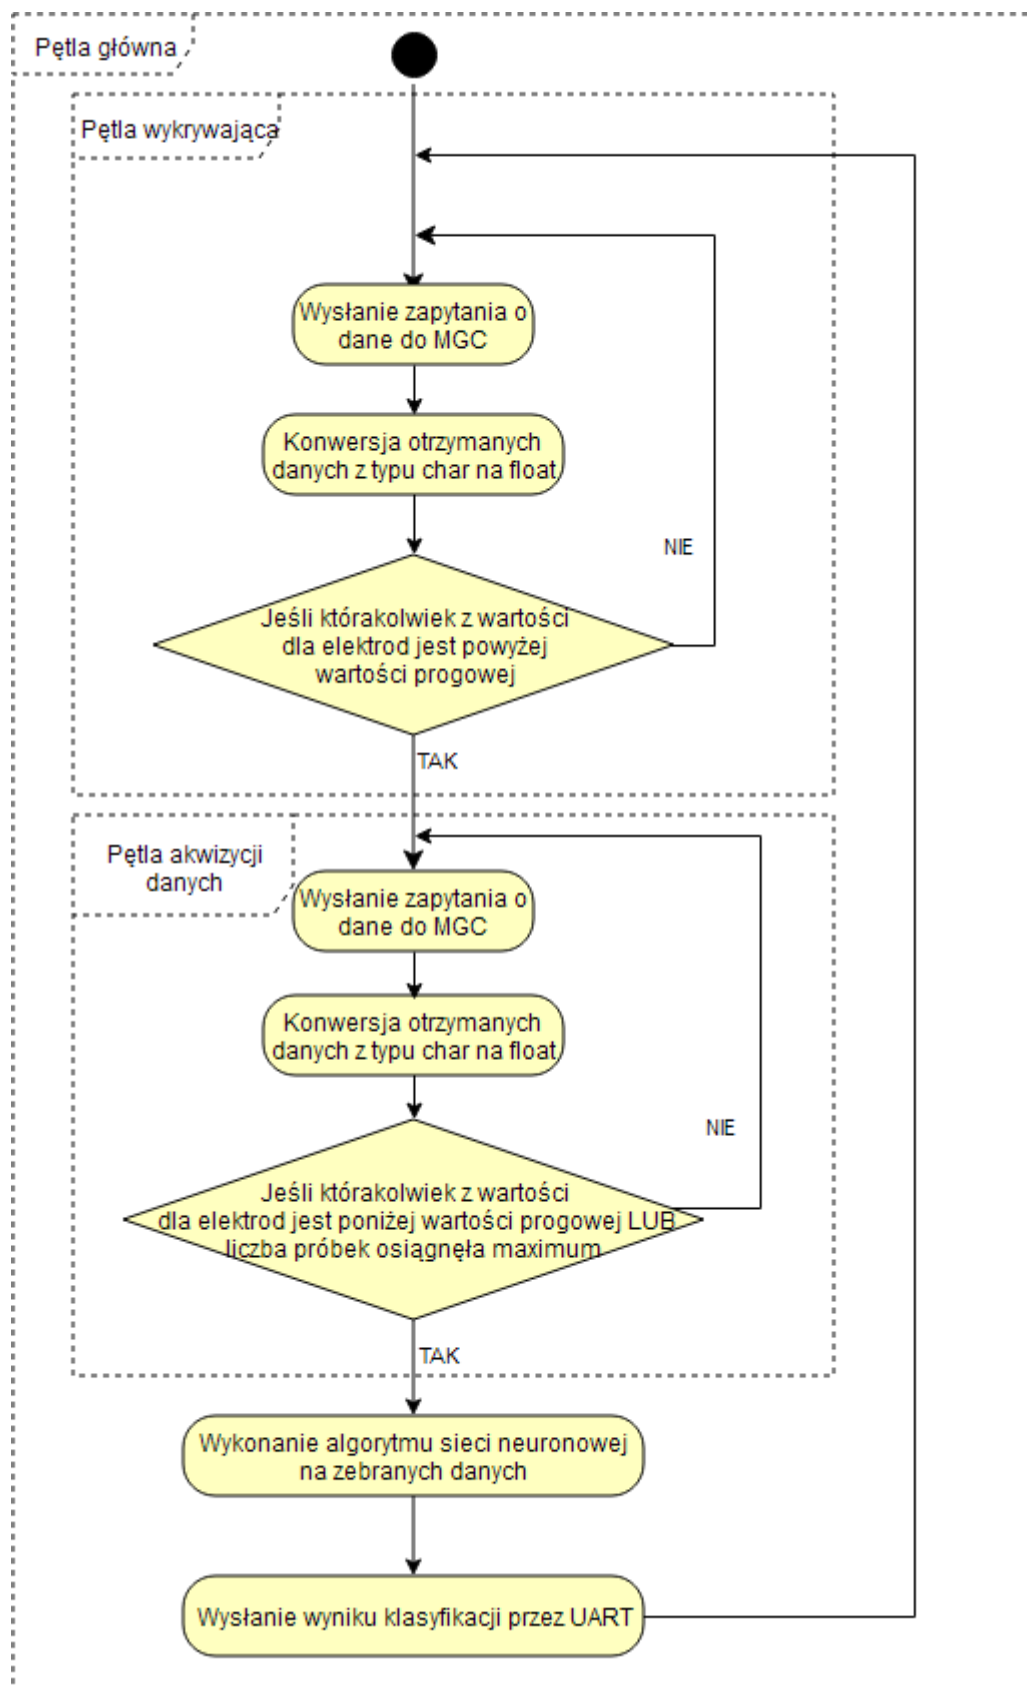 Pętla główna
Pętla wykrywająca
Wysłanie zapytania o
dane do MGC
Konwersja otrzymanych
danych z typu char na float
NIE
Jeśli którakolwiek z wartości
dla elektrod jest powyżej
wartości progowej
TAK
Pętla akwizycji
danych
Wysłanie zapytania o
dane do MGC
Konwersja otrzymanych
danych z typu char na float
NIE
Jeśli którakolwiek z wartości
dla elektrod jest poniżej wartości progowej LUB
liczba próbek osiągnęła maximum
TAK
Wykonanie algorytmu sieci neuronowej
na zebranych danych
Wysłanie wyniku klasyfikacji przez UART